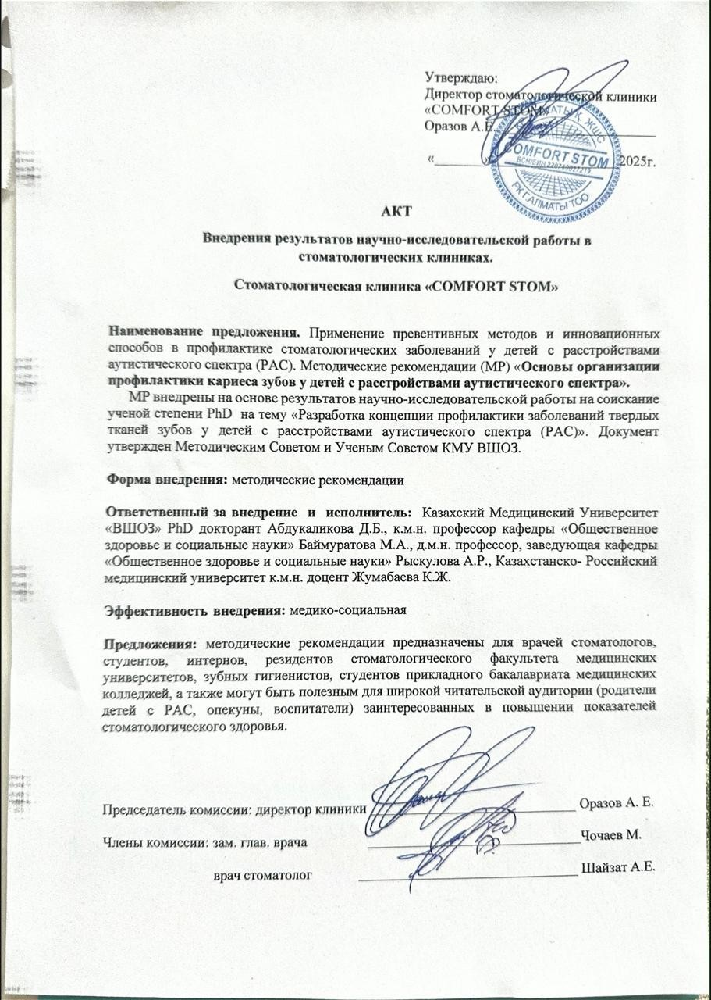 Утверждаю:
Директор стоматологической клиники
«COMFORT STOM»
Оразов А.Е.
«_______»__________________2025г.
COMFORT STOM
БСН/БИН
РК Г.АЛМАТЫ ТОО
АКТ
Внедрения результатов научно-исследовательской работы в
стоматологических клиниках.
Стоматологическая клиника «COMFORT STOM»
Наименование предложения. Применение превентивных методов и инновационных
способов в профилактике стоматологических заболеваний у детей с расстройствами
аутистического спектра (РАС). Методические рекомендации (МР) «Основы организации
профилактики кариеса зубов у детей с расстройствами аутистического спектра».
МР внедрены на основе результатов научно-исследовательской работы на соискание
ученой степени PhD на тему «Разработка концепции профилактики заболеваний твердых
тканей зубов у детей с расстройствами аутистического спектра (РАС)». Документ
утвержден Методическим Советом и Ученым Советом КМУ ВШОЗ.
Форма внедрения: методические рекомендации
Ответственный за внедрение и исполнитель: Казахский Медицинский Университет
«ВШОЗ» PhD докторант Абдукаликова Д.Б., к.м.н. профессор кафедры «Общественное
здоровье и социальные науки» Баймуратова М.А., д.м.н. профессор, заведующая кафедры
«Общественное здоровье и социальные науки» Рыскулова А.Р., Казахстанско- Российский
медицинский университет к.м.н. доцент Жумабаева К.Ж.
Эффективность внедрения: медико-социальная
Предложения: методические рекомендации предназначены для врачей стоматологов,
студентов, интернов, резидентов стоматологического факультета медицинских
университетов, зубных гигиенистов, студентов прикладного бакалавриата медицинских
колледжей, а также могут быть полезным для широкой читательской аудитории (родители
детей с РАС, опекуны, воспитатели) заинтересованных в повышении показателей
стоматологического здоровья.
Председатель комиссии: директор клиники Оразов А. Е.
Члены комиссии: зам. глав. врача Чочаев М.
врач стоматолог Шайзат А.Е.